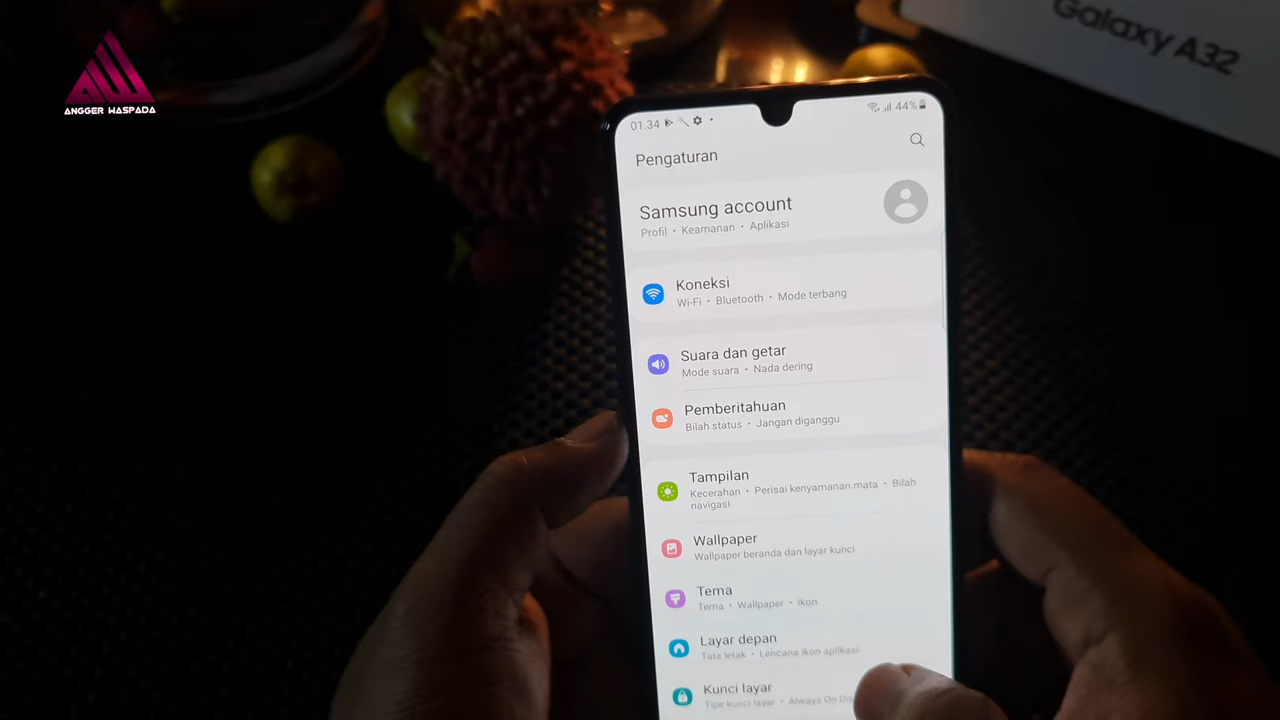 Galaxy A32
ANGGER WASPADA
01.34
44%
Pengaturan
Samsung account
Profil • Keamanan • Aplikasi
Koneksi
Wi-Fi • Bluetooth • Mode terbang
Suara dan getar
Mode suara • Nada dering
Pemberitahuan
Bilah status • Jangan diganggu
Tampilan
Kecerahan • Perisai kenyamanan mata • Bilah
navigasi
Wallpaper
Wallpaper beranda dan layar kunci
Tema
Tema • Wallpaper • Ikon
Layar depan
Tata letak • Lencana ikon aplikasi
Kunci layar
Tipe kunci layar • Always On